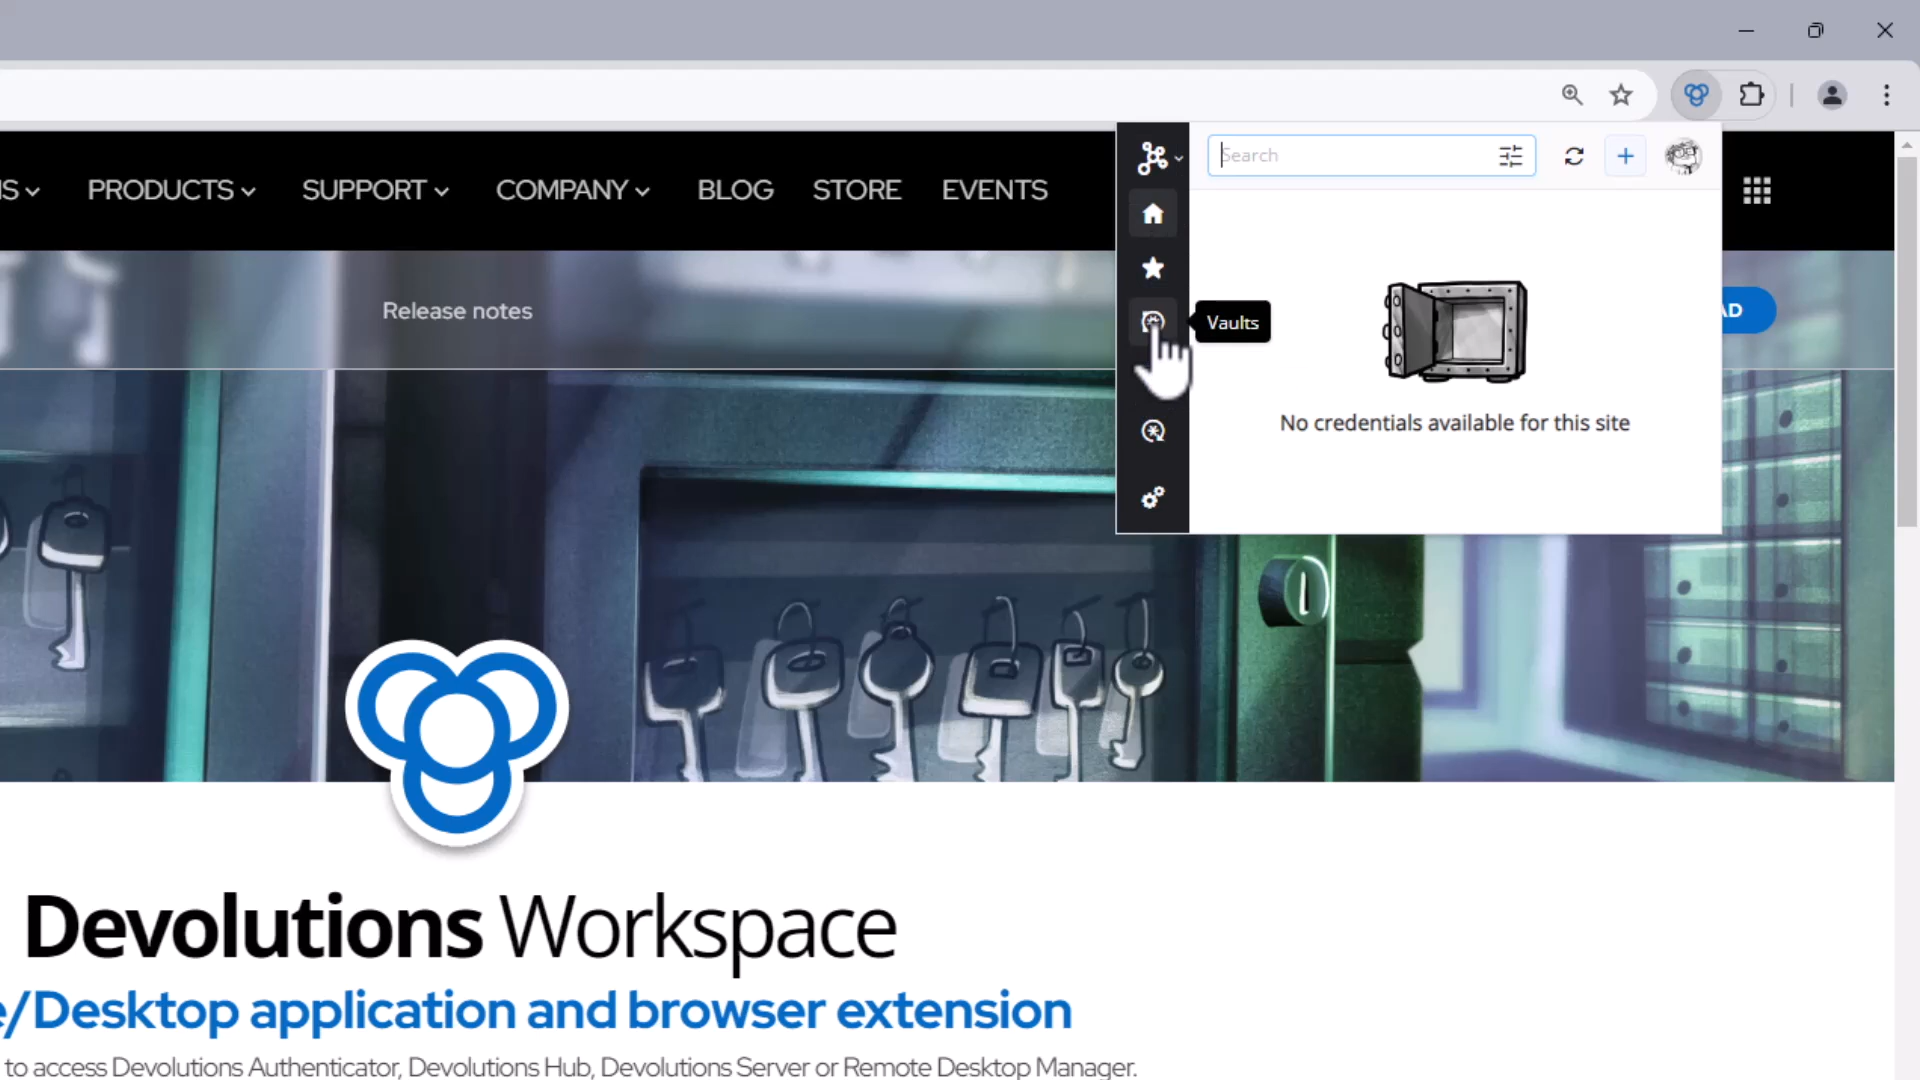 S
PRODUCTS
SUPPORT
COMPANY
BLOG
STORE
EVENTS
Search
Release notes
Vaults
AD
No credentials available for this site
Devolutions Workspace
e/Desktop application and browser extension
to access Devolutions Authenticator, Devolutions Hub, Devolutions Server or Remote Desktop Manager.